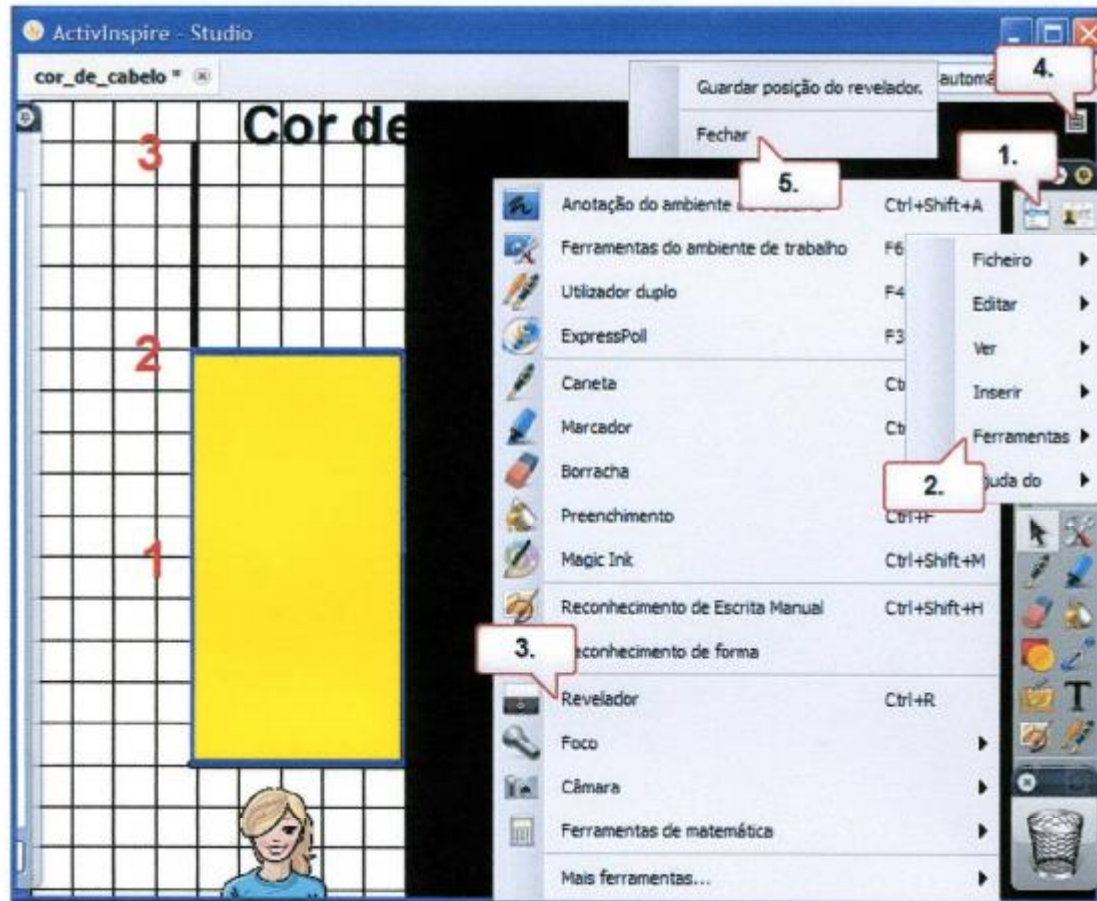 ActivInspire - Studio
cor_de_cabelo *
automá
4.
Guardar posição do revelador.
Fechar
5.
1.
Cor de
3
2
1
Anotação do ambiente Ctrl+Shift+A
Ferramentas do ambiente de trabalho F6
Utilizador duplo F4
ExpressPoll F3
Caneta Ct
Marcador Ct
Borracha
Preenchimento Ctrl+F
Magic Ink Ctrl+Shift+M
Reconhecimento de Escrita Manual Ctrl+Shift+H
econhecimento de forma
3.
Revelador Ctrl+R
Foco
Câmara
Ferramentas de matemática
Mais ferramentas...
Ficheiro
Editar
Ver
Inserir
Ferramentas
2.
juda do
T